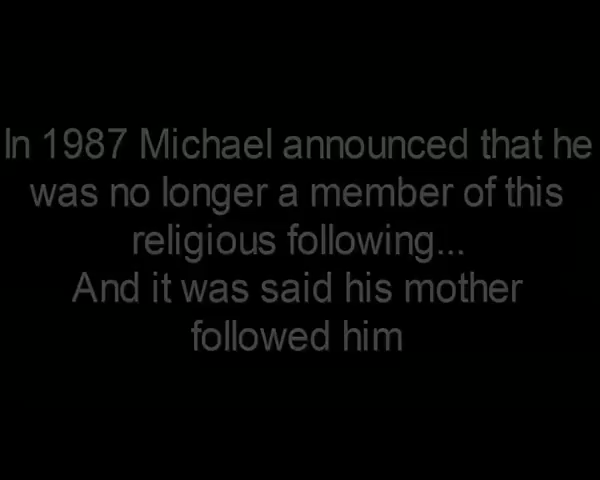 In 1987 Michael announced that he
was no longer a member of this
religious following...
And it was said his mother
followed him